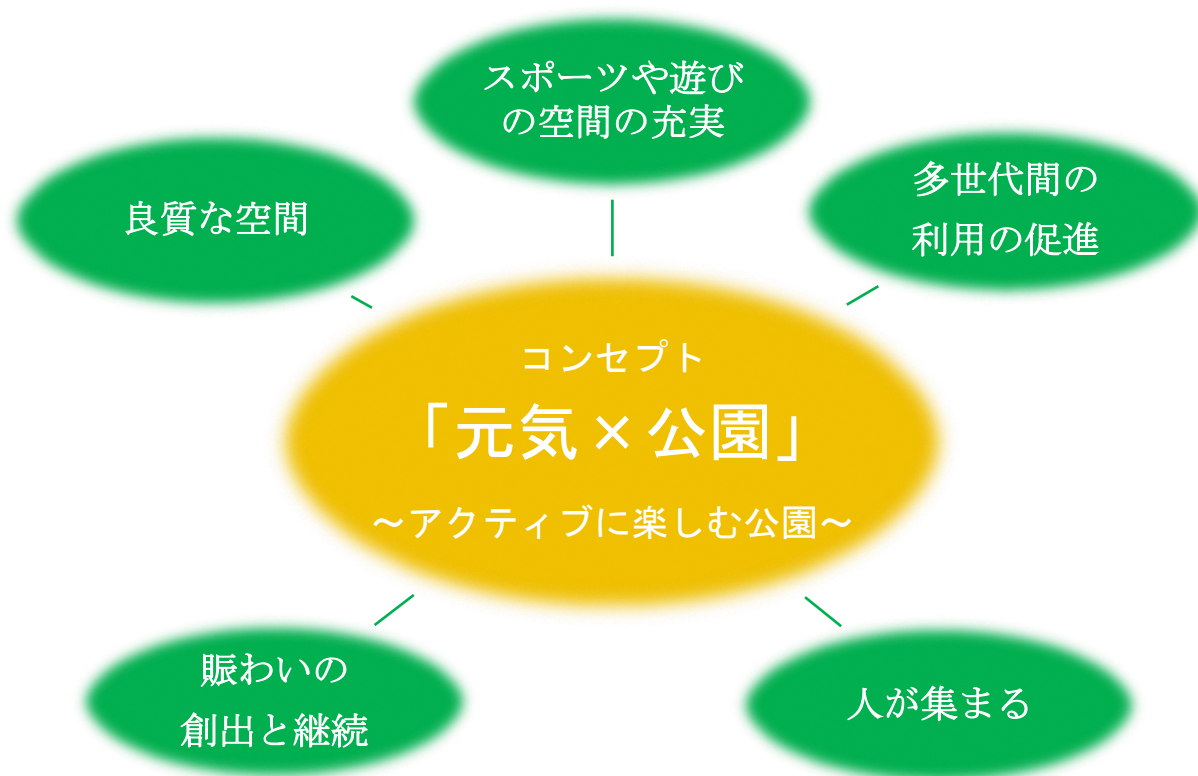 スポーツや遊び
の空間の充実
良質な空間
多世代間の
利用の促進
コンセプト
「元気×公園」
～アクティブに楽しむ公園～
賑わいの
創出と継続
人が集まる